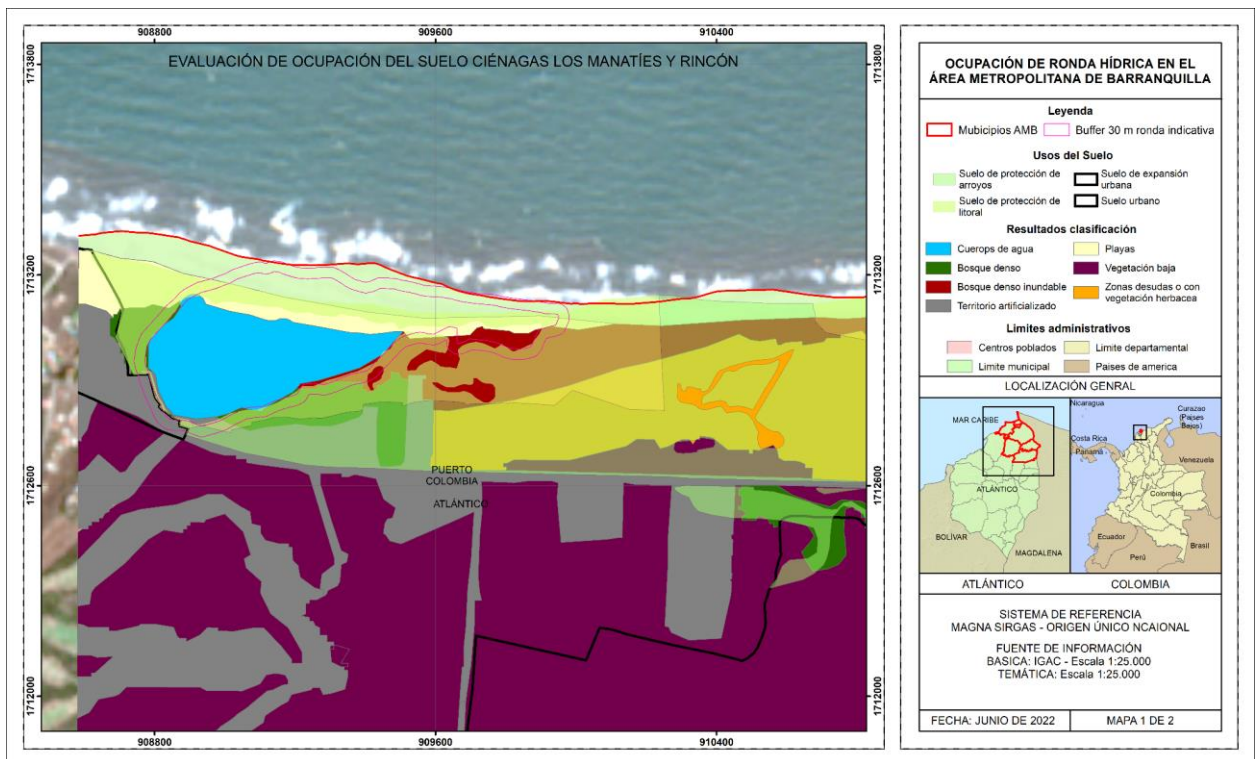 908800
909600
910400
1713800
1713200
1712600
1712000
EVALUACIÓN DE OCUPACIÓN DEL SUELO CIÉNAGAS LOS MANATÍES Y RINCÓN
PUERTO
COLOMBIA
ATLÁNTICO
1713800
1713200
1712600
1712000
908800
909600
910400
OCUPACIÓN DE RONDA HÍDRICA EN EL
ÁREA METROPOLITANA DE BARRANQUILLA
Leyenda
Mubicipios AMB
Buffer 30 m ronda indicativa
Usos del Suelo
Suelo de protección de
arroyos
Suelo de expansión
urbana
Suelo de protección de
litoral
Suelo urbano
Resultados clasificación
Cuerops de agua
Playas
Bosque denso
Vegetación baja
Bosque denso inundable
Zonas desudas o con
vegetación herbacea
Territorio artificializado
Limites administrativos
Centros poblados
Limite departamental
Limite municipal
Paises de america
LOCALIZACIÓN GENRAL
MAR CARIBE
ATLÁNTICO
BOLÍVAR
MAGDALENA
Nicaragua
Curazao
(Países
Bajos)
Costa Rica
Panamá
Venezuela
Colombia
Ecuador
Perú
Brasil
ATLÁNTICO
COLOMBIA
SISTEMA DE REFERENCIA
MAGNA SIRGAS - ORIGEN ÚNICO NCAIONAL
FUENTE DE INFORMACIÓN
BASICA: IGAC - Escala 1:25.000
TEMÁTICA: Escala 1:25.000
FECHA: JUNIO DE 2022
MAPA 1 DE 2